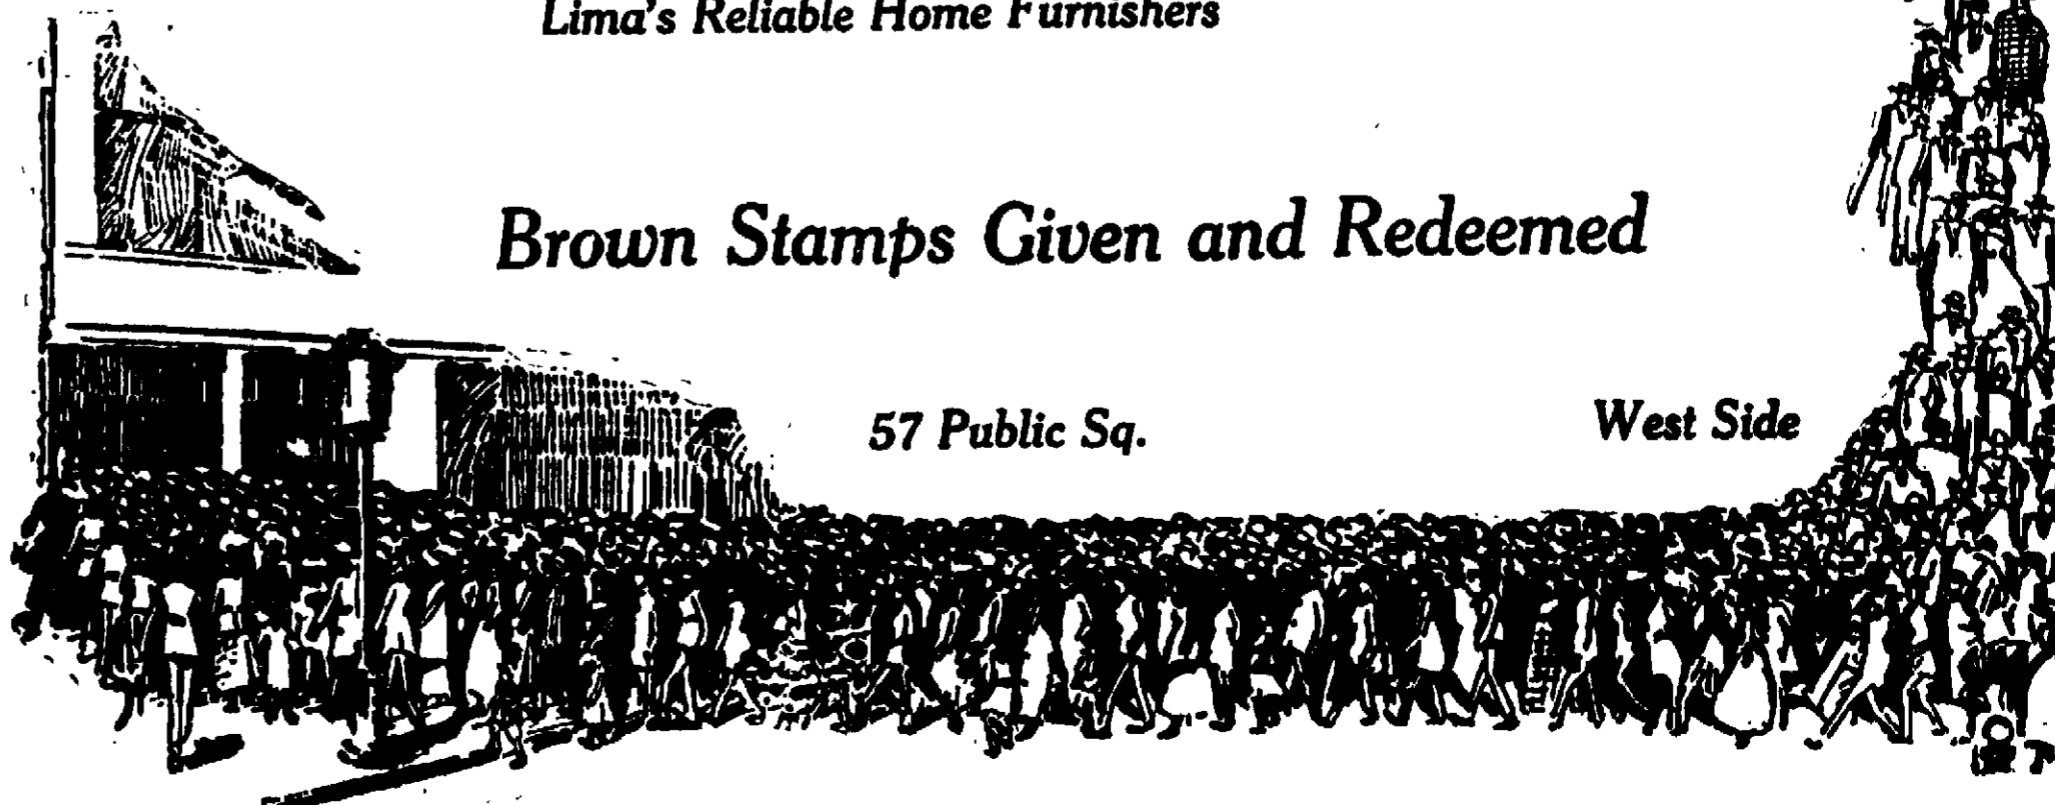 Lima's Reliable Home Furnishers
Brown Stamps Given and Redeemed
57 Public Sq. West Side